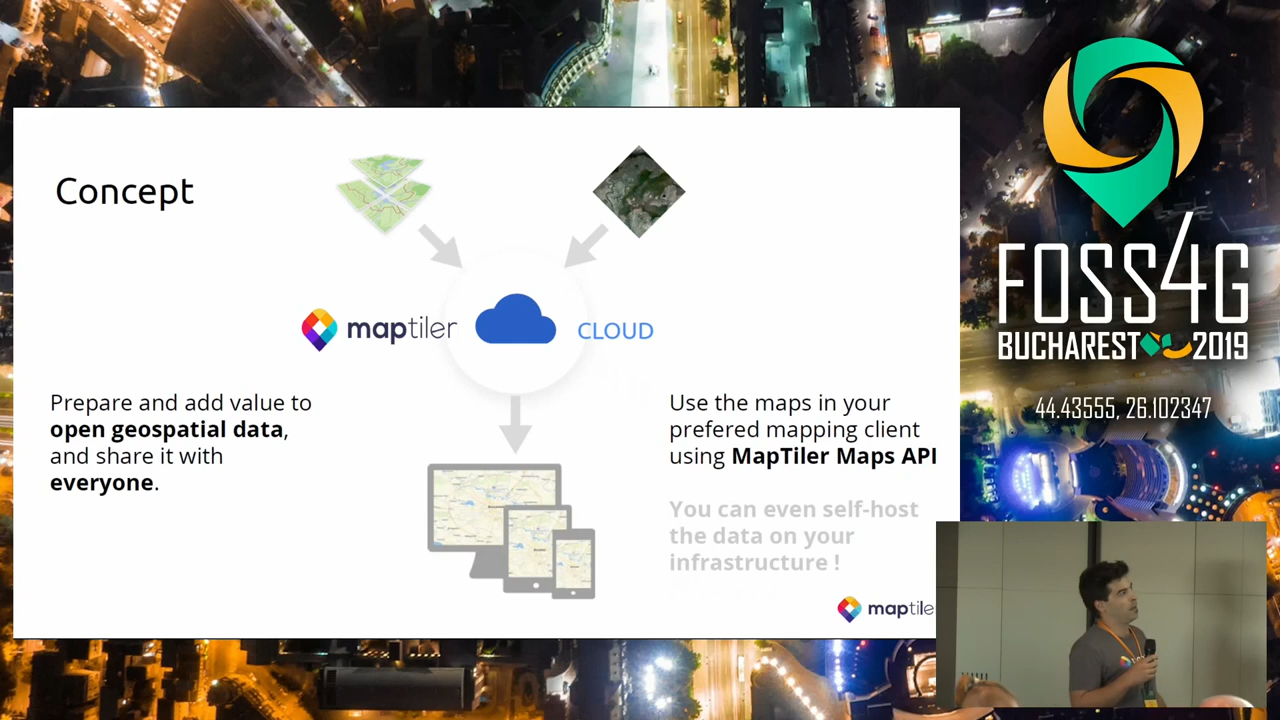 Concept
maptiler
CLOUD
Prepare and add value to
open geospatial data,
and share it with
everyone.
Use the maps in your
prefered mapping client
using MapTiler Maps API
You can even self-host
the data on your
infrastructure !
maptile
FOSS4G
BUCHAREST 2019
44.43555, 26.102347